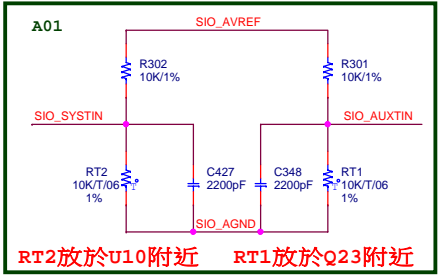 A01
SIO_AVREF
R302
10K/1%
R301
10K/1%
SIO_SYSTIN
SIO_AUXTIN
RT2
10K/T/06
1%
C427
2200pF
C348
2200pF
RT1
10K/T/06
1%
SIO_AGND
RT2放於U10附近
RT1放於Q23附近